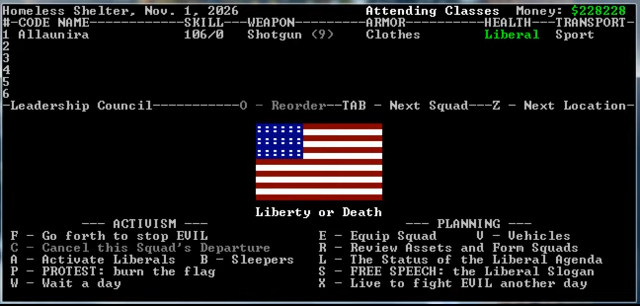 Homeless Shelter, Nov. 1, 2026 Attending Classes Money: $228228
#-CODE NAME------------SKILL---WEAPON---------ARMOR----------HEALTH---TRANSPORT-
1 Allaunira 106/0 Shotgun (9) Clothes Liberal Sport
2
3
4
5
6
-Leadership Council-----------O - Reorder--TAB - Next Squad---Z - Next Location-
Liberty or Death
--- ACTIVISM --- --- PLANNING ---
F - Go forth to stop EVIL E - Equip Squad V - Vehicles
C - Cancel this Squad's Departure R - Review Assets and Form Squads
A - Activate Liberals B - Sleepers L - The Status of the Liberal Agenda
P - PROTEST: burn the flag S - FREE SPEECH: the Liberal Slogan
W - Wait a day X - Live to fight EVIL another day